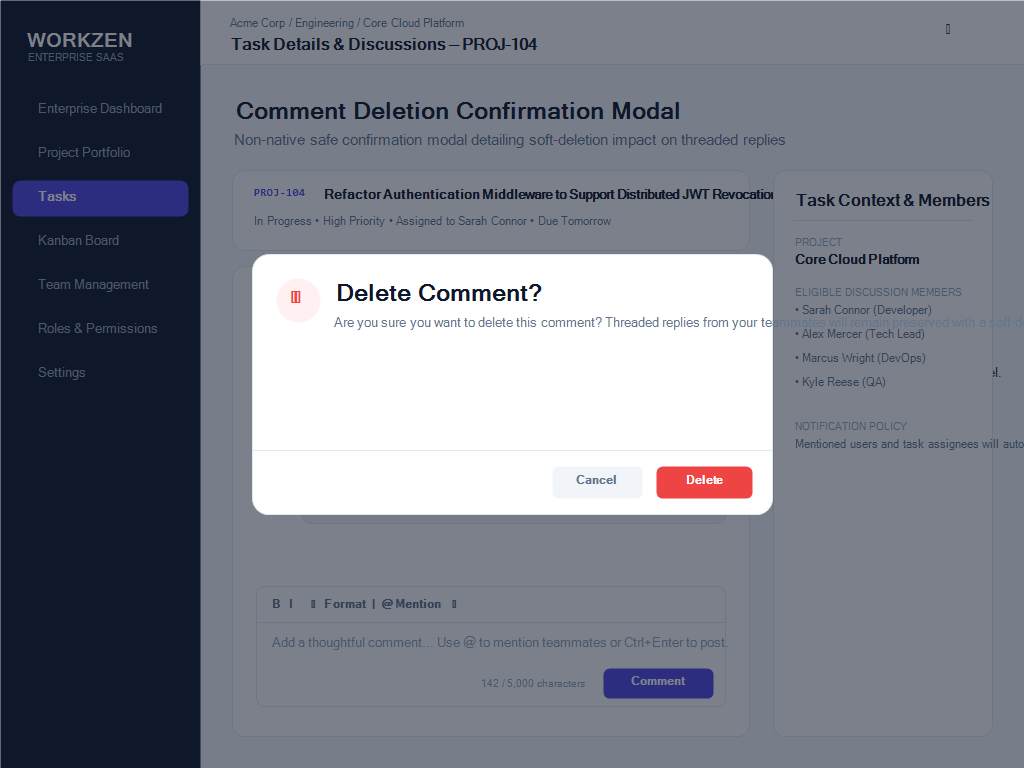 WORKZEN
ENTERPRISE SAAS
Enterprise Dashboard
Project Portfolio
Tasks
Kanban Board
Team Management
Roles & Permissions
Settings
Acme Corp / Engineering / Core Cloud Platform
Task Details & Discussions – PROJ-104
Comment Deletion Confirmation Modal
Non-native safe confirmation modal detailing soft-deletion impact on threaded replies
PROJ-104 Refactor Authentication Middleware to Support Distributed JWT Revocation
In Progress • High Priority • Assigned to Sarah Connor • Due Tomorrow
Delete Comment?
Are you sure you want to delete this comment? Threaded replies from your teammates will remain preserved with a soft-d
Cancel
Delete
B I Format | @ Mention
Add a thoughtful comment... Use @ to mention teammates or Ctrl+Enter to post.
142 / 5,000 characters
Comment
Task Context & Members
PROJECT
Core Cloud Platform
ELIGIBLE DISCUSSION MEMBERS
• Sarah Connor (Developer)
• Alex Mercer (Tech Lead)
• Marcus Wright (DevOps)
• Kyle Reese (QA)
NOTIFICATION POLICY
Mentioned users and task assignees will auto